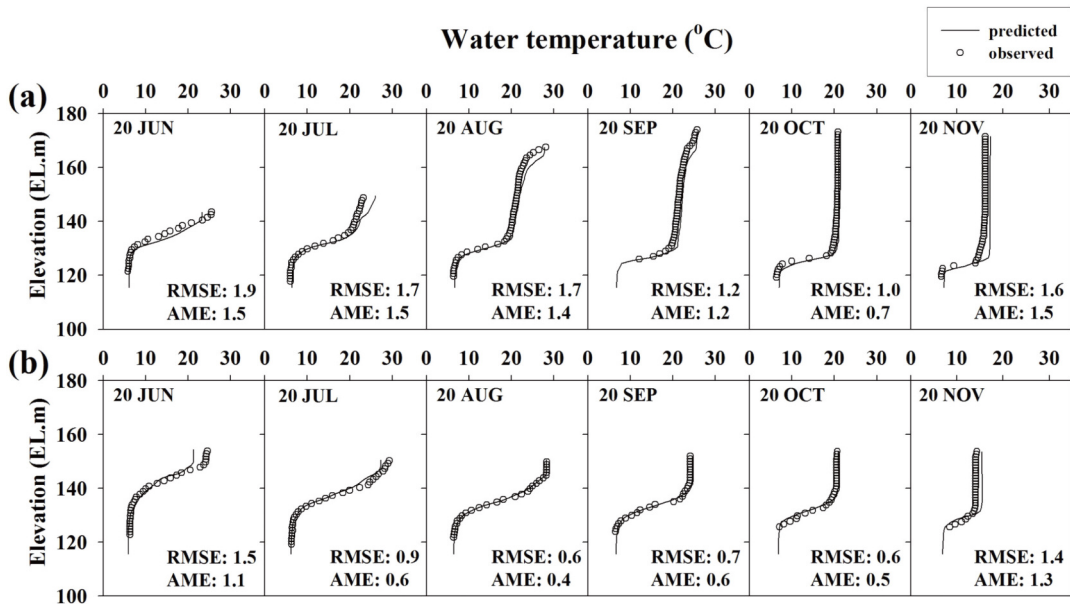 Water temperature (⁰C)
predicted
observed
(a)
0 10 20 30 0 10 20 30 0 10 20 30 0 10 20 30 0 10 20 30 0 10 20 30
Elevation (EL.m)
180
160
140
120
100
20 JUN
RMSE: 1.9
AME: 1.5
20 JUL
RMSE: 1.7
AME: 1.5
20 AUG
RMSE: 1.7
AME: 1.4
20 SEP
RMSE: 1.2
AME: 1.2
20 OCT
RMSE: 1.0
AME: 0.7
20 NOV
RMSE: 1.6
AME: 1.5
(b)
0 10 20 30 0 10 20 30 0 10 20 30 0 10 20 30 0 10 20 30 0 10 20 30
Elevation (EL.m)
180
160
140
120
100
20 JUN
RMSE: 1.5
AME: 1.1
20 JUL
RMSE: 0.9
AME: 0.6
20 AUG
RMSE: 0.6
AME: 0.4
20 SEP
RMSE: 0.7
AME: 0.6
20 OCT
RMSE: 0.6
AME: 0.5
20 NOV
RMSE: 1.4
AME: 1.3